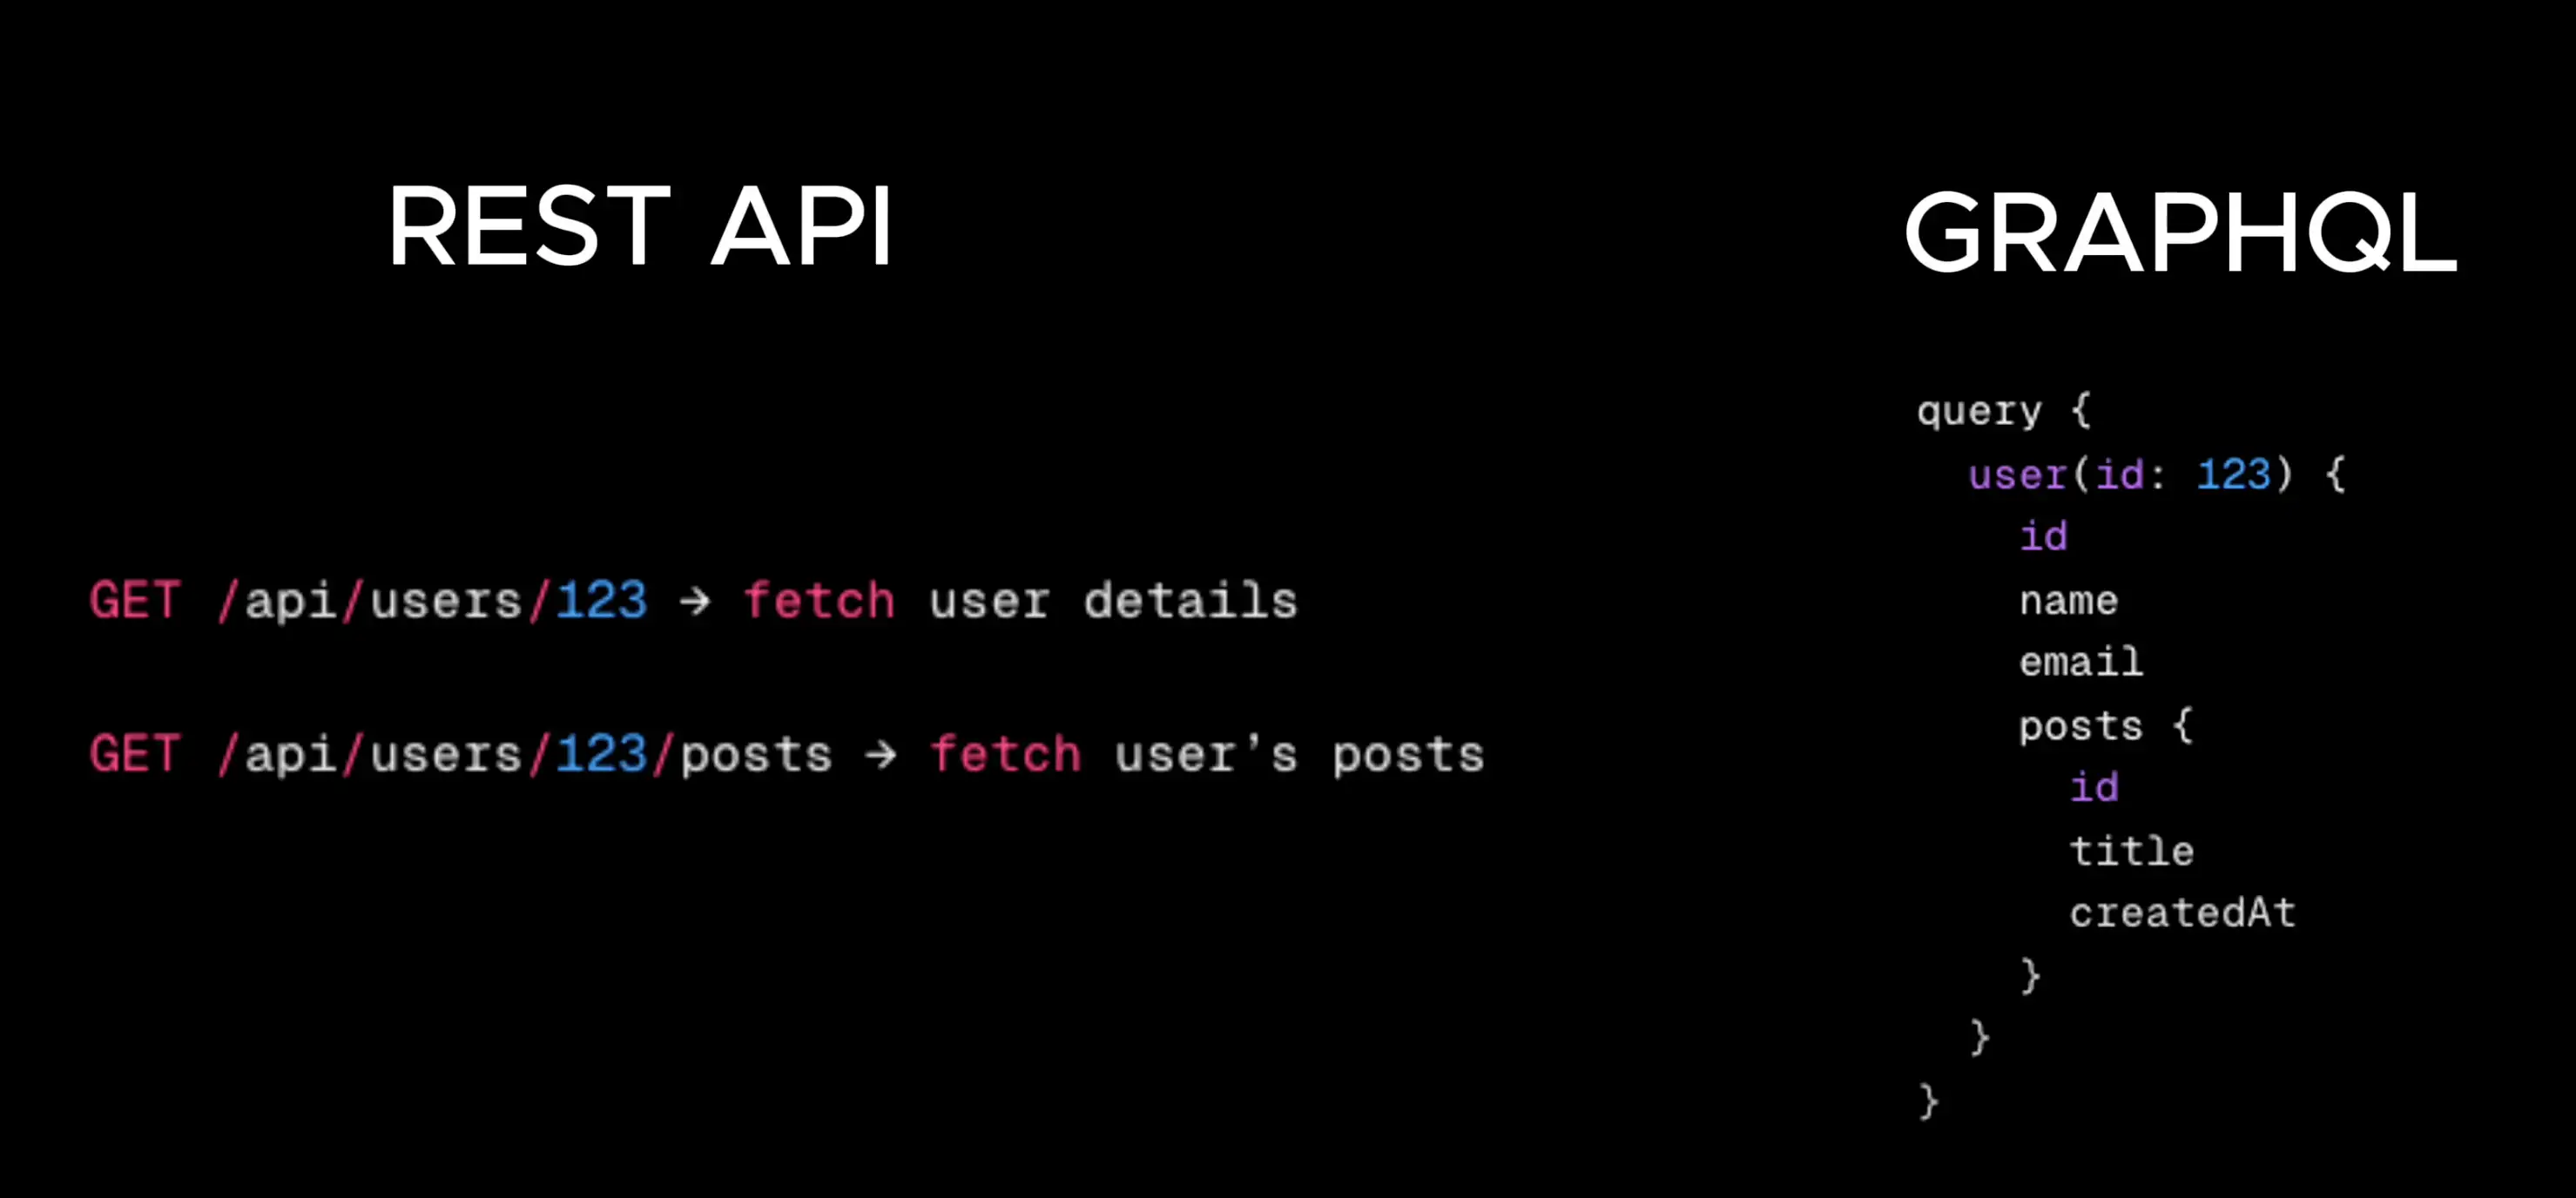 REST API
GET /api/users/123 → fetch user details
GET /api/users/123/posts → fetch user’s posts
GRAPHQL
query {
  user(id: 123) {
    id
    name
    email
    posts {
      id
      title
      createdAt
    }
  }
}